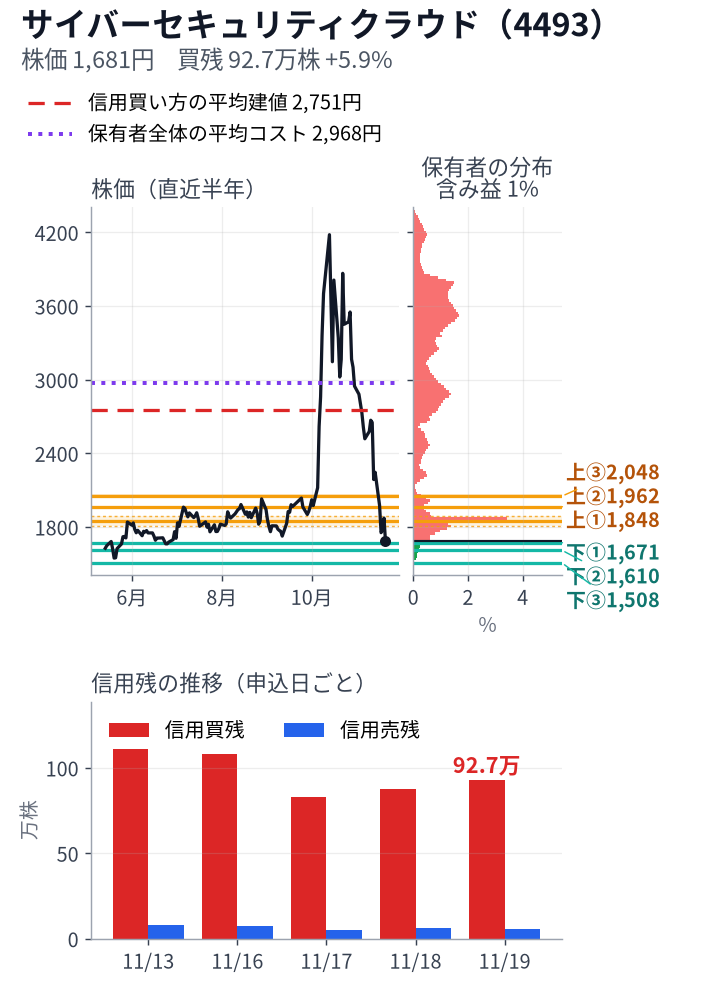 サイバーセキュリティクラウド（4493）
株価 1,681円　買残 92.7万株 +5.9%
信用買い方の平均建値 2,751円
保有者全体の平均コスト 2,968円
株価（直近半年）
保有者の分布
含み益 1%
4200
3600
3000
2400
1800
6月
8月
10月
0
2
4
%
上③2,048
上②1,962
上①1,848
下①1,671
下②1,610
下③1,508
信用残の推移（申込日ごと）
信用買残
信用売残
92.7万
万株
100
50
0
11/13
11/16
11/17
11/18
11/19